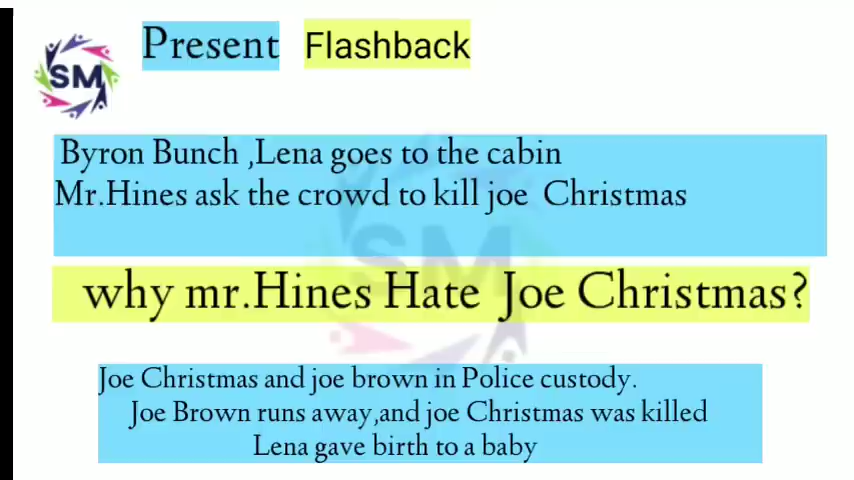 Present Flashback
SM
Byron Bunch ,Lena goes to the cabin
Mr.Hines ask the crowd to kill joe Christmas
SM
why mr.Hines Hate Joe Christmas?
Joe Christmas and joe brown in Police custody.
Joe Brown runs away,and joe Christmas was killed
Lena gave birth to a baby